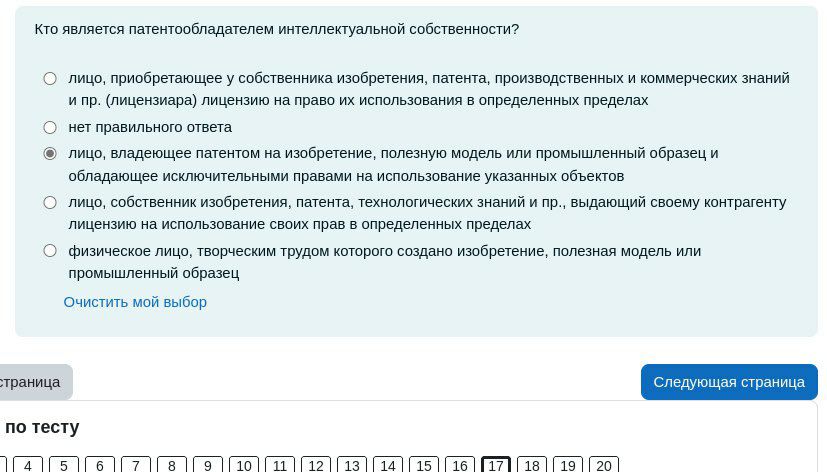 Кто является патентообладателем интеллектуальной собственности?
лицо, приобретающее у собственника изобретения, патента, производственных и коммерческих знаний
и пр. (лицензиара) лицензию на право их использования в определенных пределах
нет правильного ответа
лицо, владеющее патентом на изобретение, полезную модель или промышленный образец и
обладающее исключительными правами на использование указанных объектов
лицо, собственник изобретения, патента, технологических знаний и пр., выдающий своему контрагенту
лицензию на использование своих прав в определенных пределах
физическое лицо, творческим трудом которого создано изобретение, полезная модель или
промышленный образец
Очистить мой выбор
страница
Следующая страница
по тесту
4 5 6 7 8 9 10 11 12 13 14 15 16 17 18 19 20